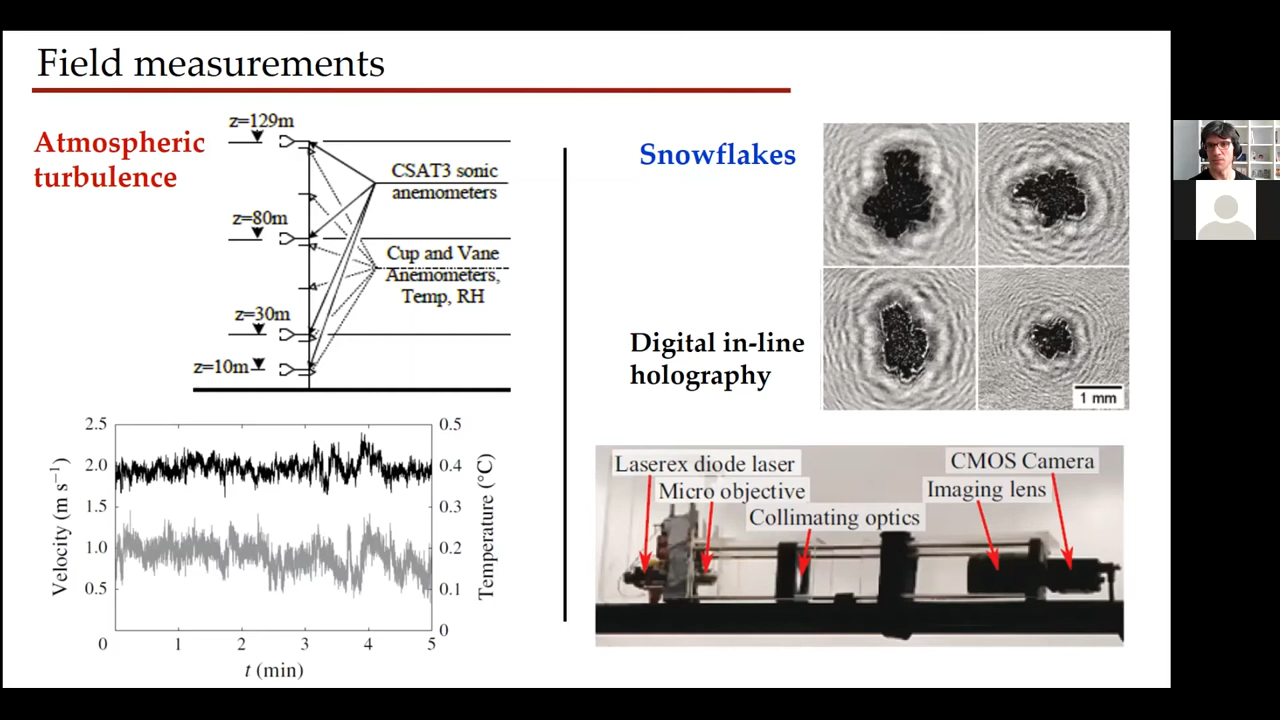 Field measurements
Atmospheric
turbulence
z=129m
z=80m
z=30m
z=10m
CSAT3 sonic
anemometers
Cup and Vane
Anemometers,
Temp, RH
2.5
2.0
1.5
1.0
0.5
0
Velocity (m s⁻¹)
0.5
0.4
0.3
0.2
0.1
0
Temperature (°C)
1
2
3
4
5
t (min)
Snowflakes
Digital in-line
holography
1 mm
Laserex diode laser
Micro objective
Collimating optics
CMOS Camera
Imaging lens